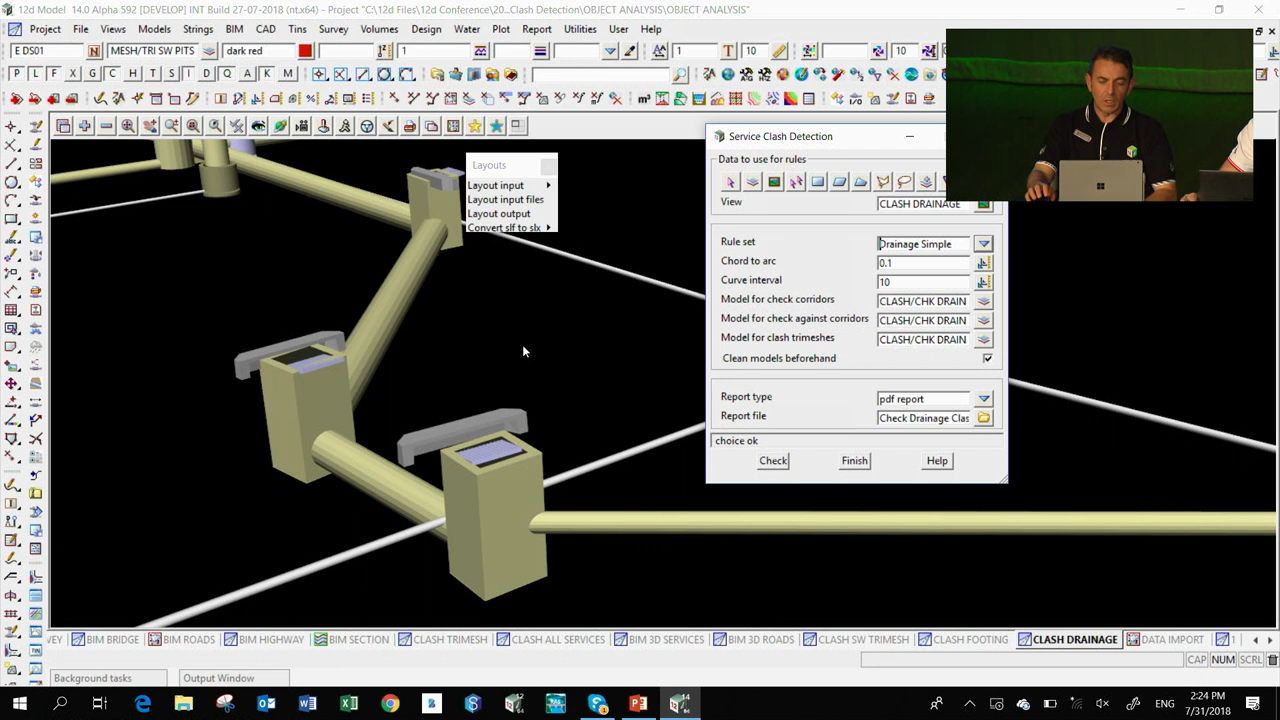 12d Model 14.0 Alpha 592 [DEVELOP] INT Build 27-07-2018 (nt.x64) - Project "C:\12d Files\12d Conference\20...Clash Detection\OBJECT ANALYSIS\OBJECT ANALYSIS"
Project File Views Models Strings BIM CAD Tins Survey Volumes Element Design Water Plot Report Utilities User Help
E DS01 N MESH/TRI SW PITS dark red 1 1 T 10 10
P L F X G C H T S I D Q A K M
Layouts
Layout input
Layout input files
Layout output
Convert slf to slx
Service Clash Detection
Data to use for rules
View CLASH DRAINAGE
Rule set Drainage Simple
Chord to arc 0.1
Curve interval 10
Model for check corridors CLASH/CHK DRAIN
Model for check against corridors CLASH/CHK DRAIN
Model for clash trimeshes CLASH/CHK DRAIN
Clean models beforehand
Report type pdf report
Report file Check Drainage Clas
choice ok
Check Finish Help
VEY BIM BRIDGE BIM ROADS BIM HIGHWAY BIM SECTION CLASH TRIMESH CLASH ALL SERVICES BIM 3D SERVICES BIM 3D ROADS CLASH SW TRIMESH CLASH FOOTING CLASH DRAINAGE DATA IMPORT 1
CAP NUM SCRL
Background tasks Output Window
2:24 PM
ENG
7/31/2018